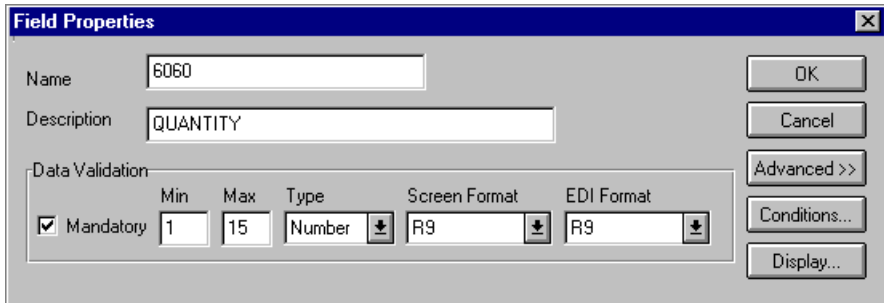 Field Properties
Name 6060 OK
Description QUANTITY Cancel
Data Validation Advanced >>
Min Max Type Screen Format EDI Format
Mandatory 1 15 Number R9 R9 Conditions...
Display...